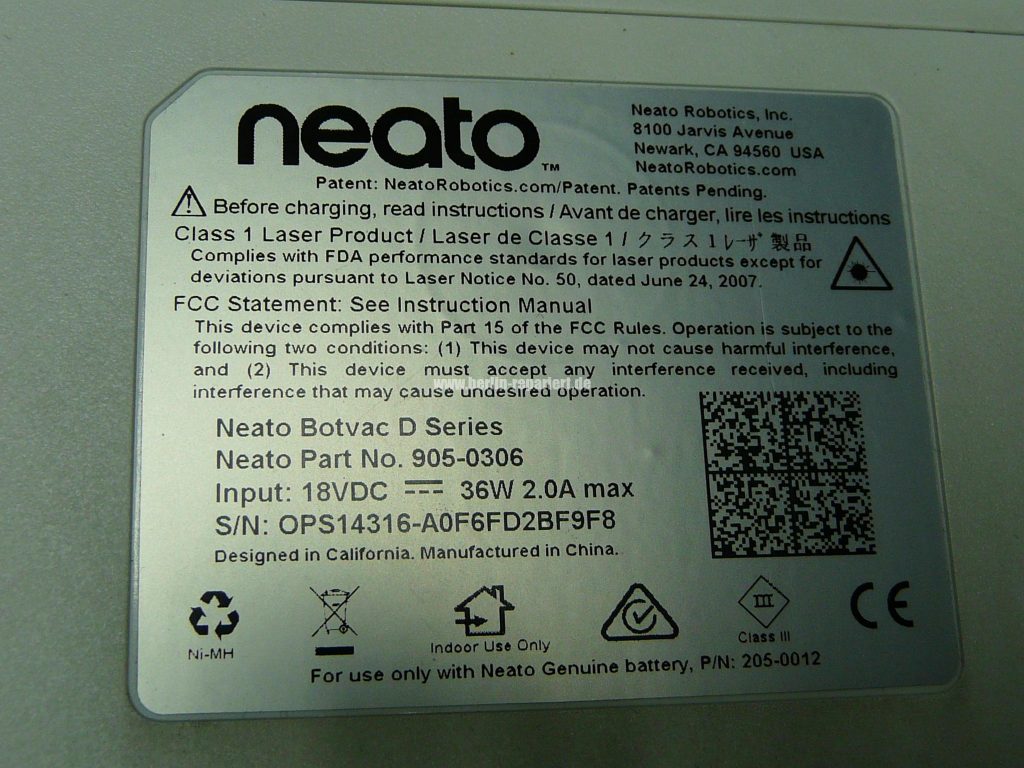 neato™
Neato Robotics, Inc.
8100 Jarvis Avenue
Newark, CA 94560 USA
NeatoRobotics.com
Patent: NeatoRobotics.com/Patent. Patents Pending.
Before charging, read instructions / Avant de charger, lire les instructions
Class 1 Laser Product / Laser de Classe 1 / クラス1レーザ製品
Complies with FDA performance standards for laser products except for
deviations pursuant to Laser Notice No. 50, dated June 24, 2007.
FCC Statement: See Instruction Manual
This device complies with Part 15 of the FCC Rules. Operation is subject to the
following two conditions: (1) This device may not cause harmful interference,
and (2) This device must accept any interference received, including
interference that may cause undesired operation.
www.berlin-repariert.de
Neato Botvac D Series
Neato Part No. 905-0306
Input: 18VDC ⎓ 36W 2.0A max
S/N: OPS14316-A0F6FD2BF9F8
Designed in California. Manufactured in China.
Ni-MH
Indoor Use Only
III
Class III
CE
For use only with Neato Genuine battery, P/N: 205-0012